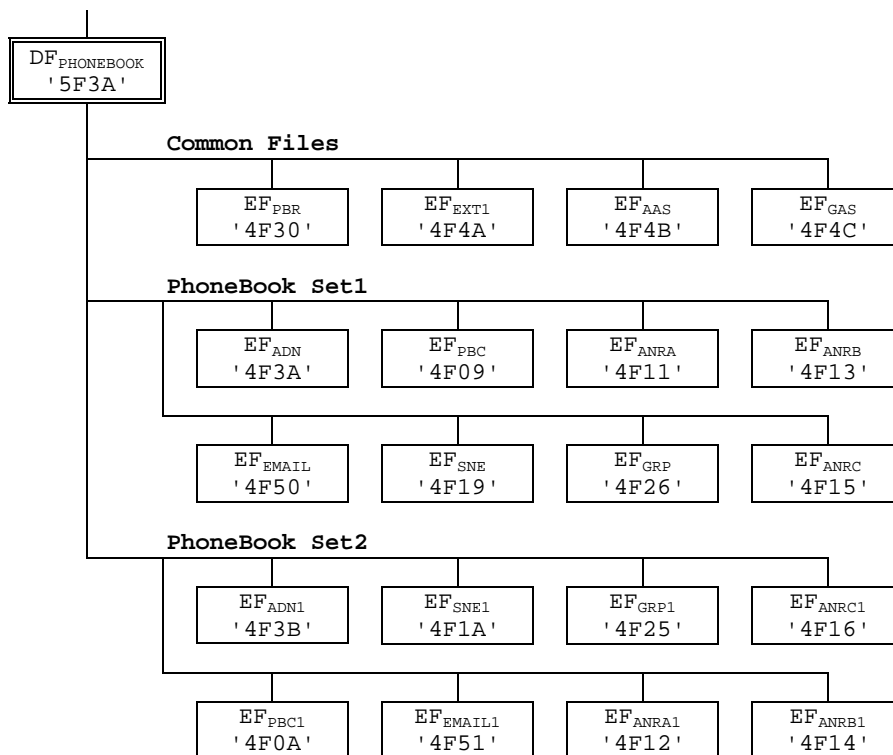 DFPHONEBOOK
'5F3A'
Common Files
EFPBR EFEXT1 EFAAS EFGAS
'4F30' '4F4A' '4F4B' '4F4C'
PhoneBook Set1
EFADN EFPBC EFANRA EFANRB
'4F3A' '4F09' '4F11' '4F13'
EFEMAIL EFSNE EFGRP EFANRC
'4F50' '4F19' '4F26' '4F15'
PhoneBook Set2
EFADN1 EFSNE1 EFGRP1 EFANRC1
'4F3B' '4F1A' '4F25' '4F16'
EFPBC1 EFEMAIL1 EFANRA1 EFANRB1
'4F0A' '4F51' '4F12' '4F14'